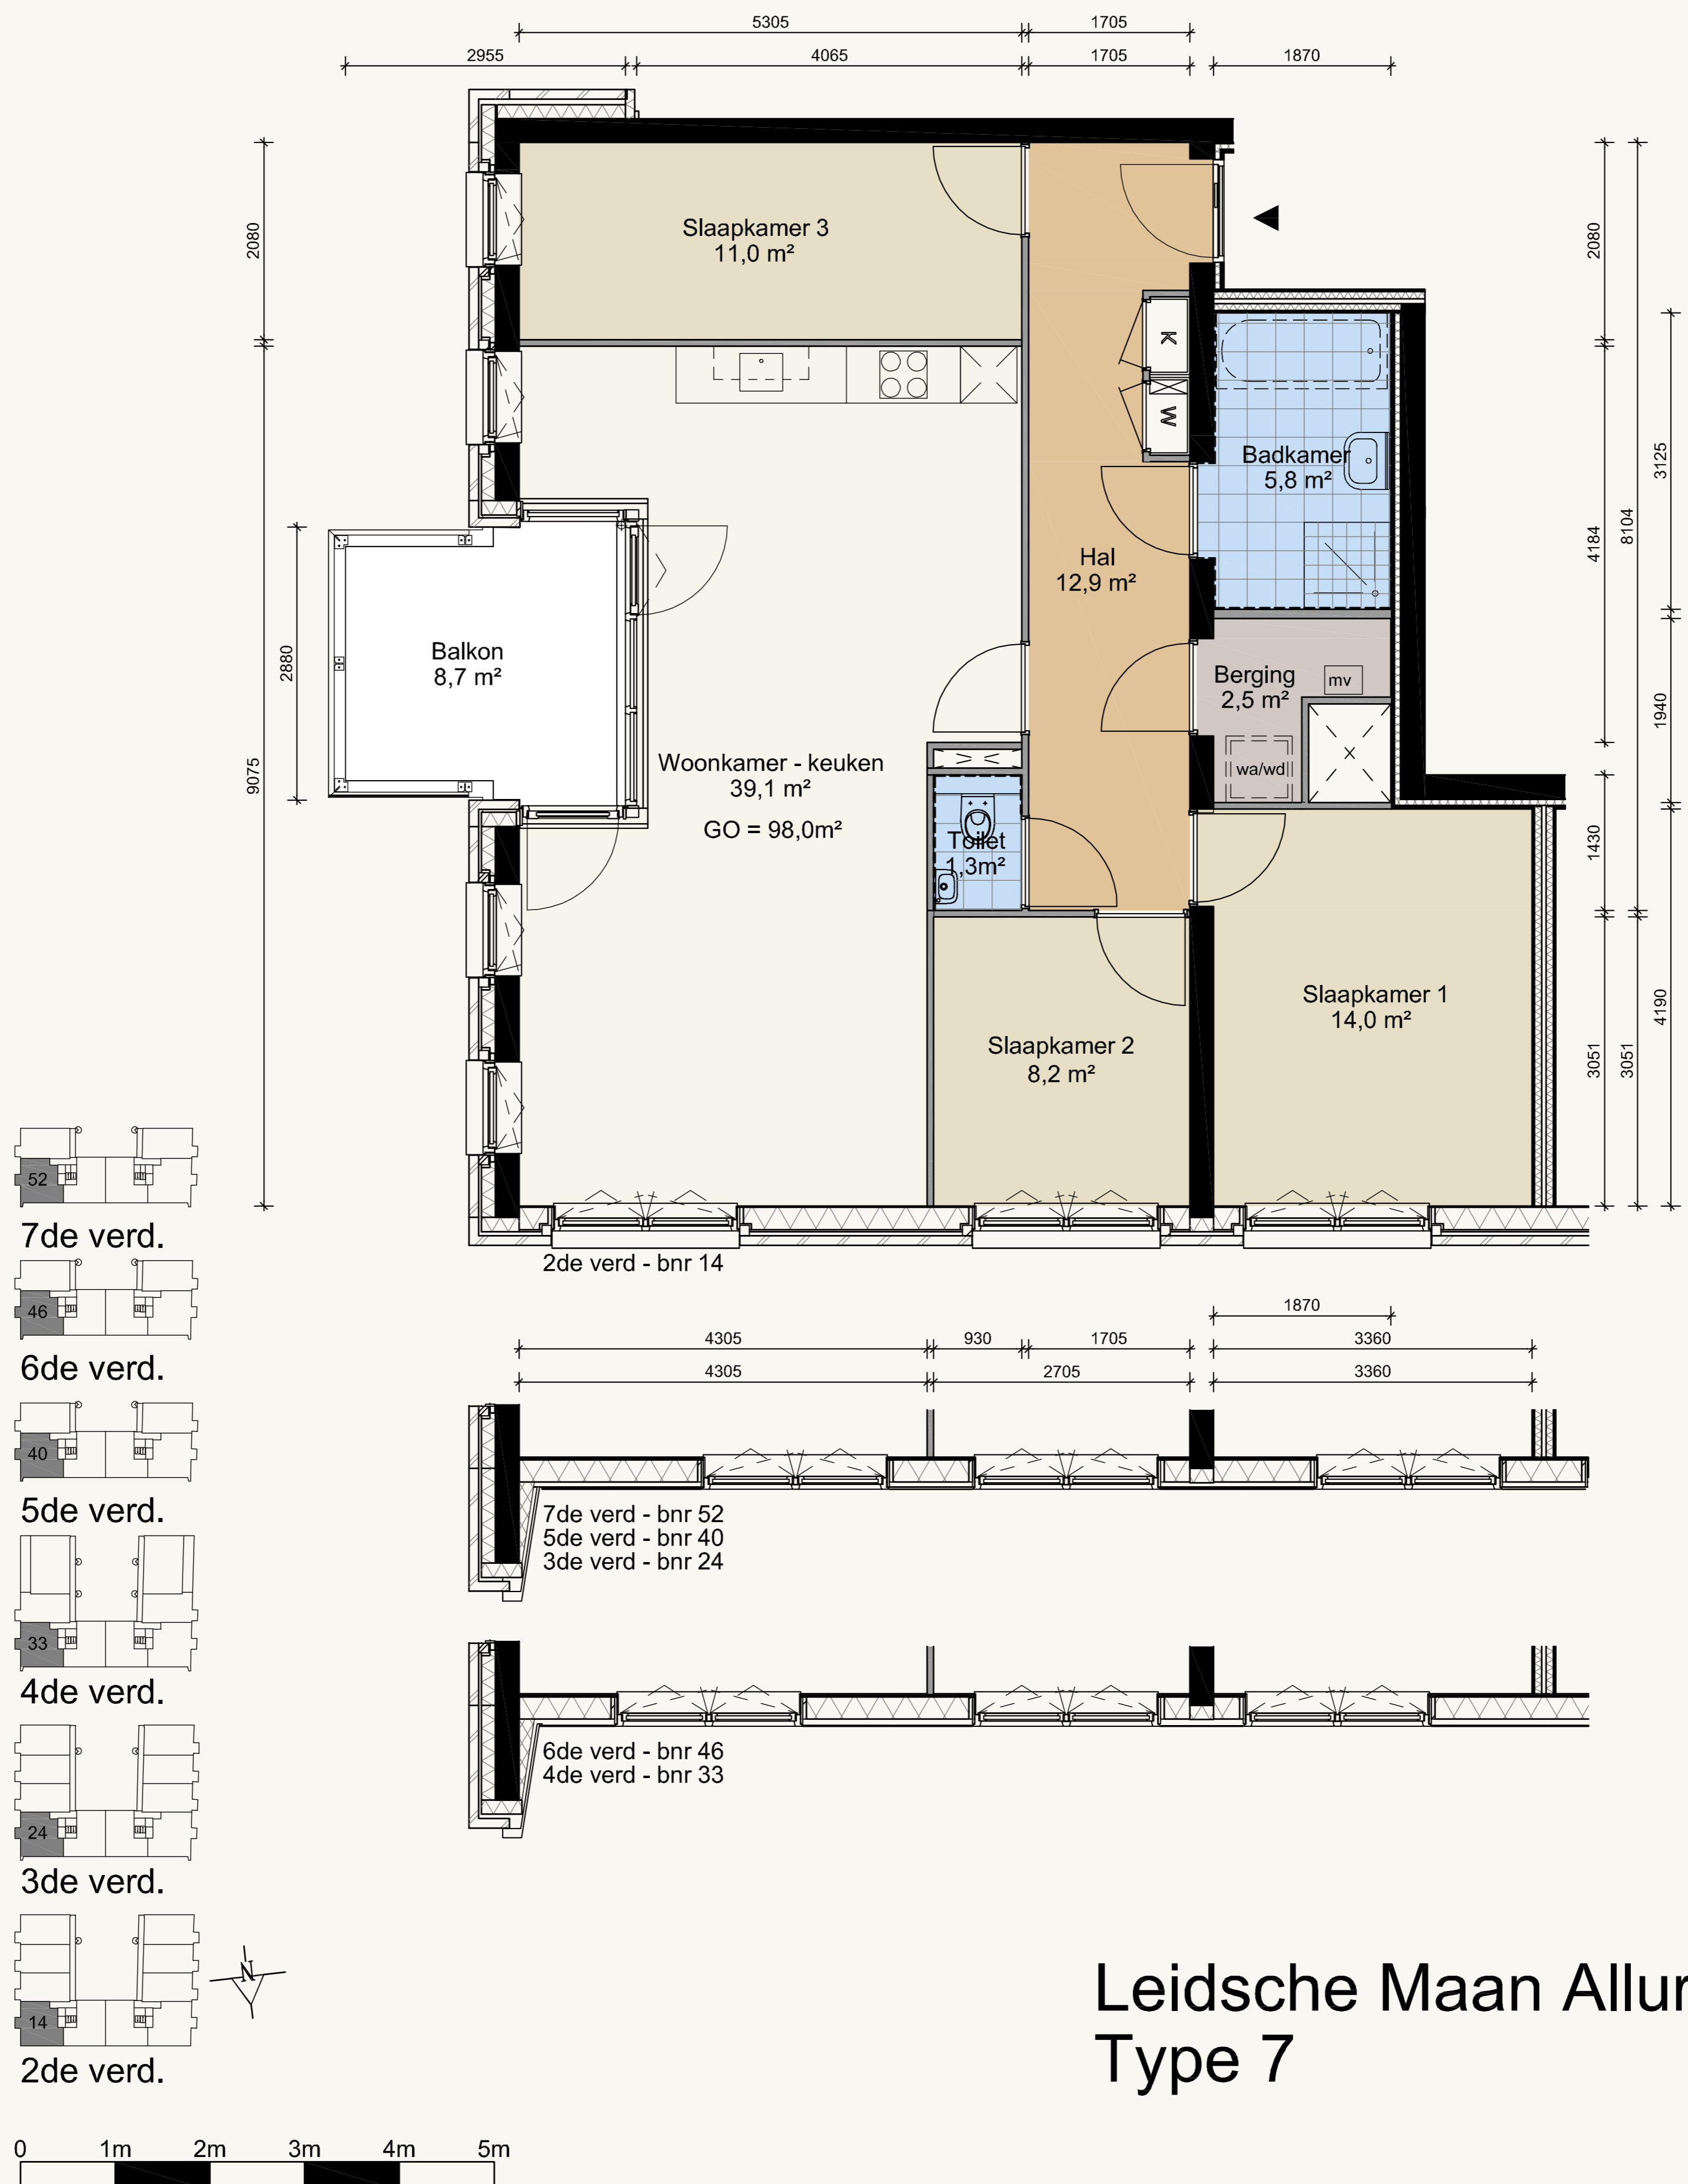 5305 1705
2955 4065 1705 1870
Slaapkamer 3
11,0 m²
2080
2080
K
W
Badkamer
5,8 m²
3125
4184
8104
Hal
12,9 m²
Balkon
8,7 m²
2880
9075
Berging
2,5 m²
mv
wa/wd
1940
Woonkamer - keuken
39,1 m²
GO = 98,0m²
Toilet
1,3m²
1430
Slaapkamer 1
14,0 m²
Slaapkamer 2
8,2 m²
3051
3051
4190
2de verd - bnr 14
1870
4305 930 1705 3360
4305 2705 3360
7de verd - bnr 52
5de verd - bnr 40
3de verd - bnr 24
6de verd - bnr 46
4de verd - bnr 33
52
7de verd.
46
6de verd.
40
5de verd.
33
4de verd.
24
3de verd.
14
2de verd.
N
Leidsche Maan Allur
Type 7
0 1m 2m 3m 4m 5m